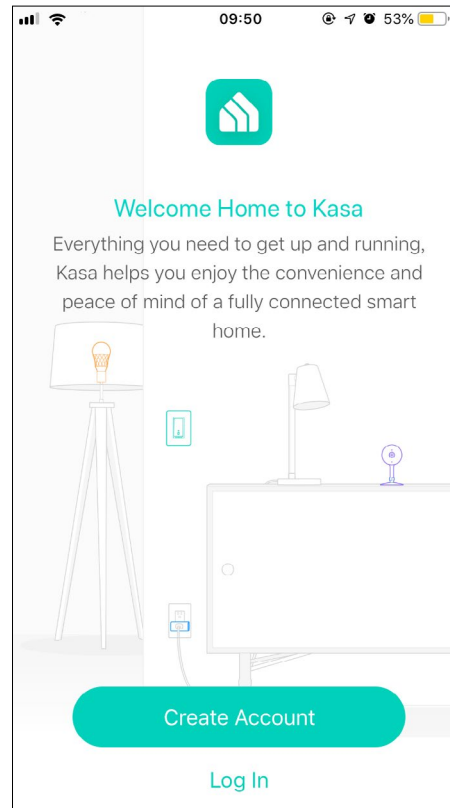 09:50 53%
Welcome Home to Kasa
Everything you need to get up and running,
Kasa helps you enjoy the convenience and
peace of mind of a fully connected smart
home.
Create Account
Log In